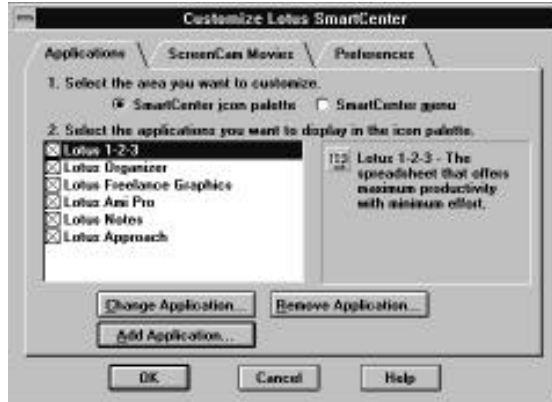 Customize Lotus SmartCenter
Applications
ScreenCam Movies
Preferences
1. Select the area you want to customize.
SmartCenter icon palette
SmartCenter menu
2. Select the applications you want to display in the icon palette.
Lotus 1-2-3
Lotus Organizer
Lotus Freelance Graphics
Lotus Ami Pro
Lotus Notes
Lotus Approach
Lotus 1-2-3 - The
spreadsheet that offers
maximum productivity
with minimum effort.
Change Application...
Remove Application...
Add Application...
OK
Cancel
Help